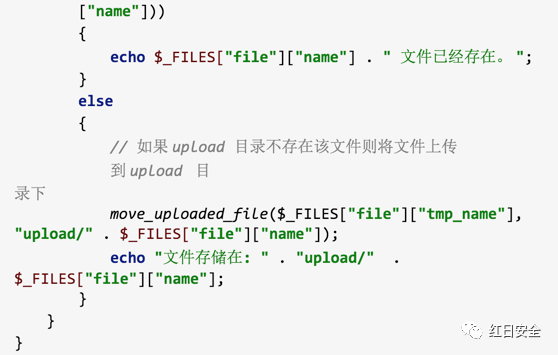 ["name"]))
{
echo $_FILES["file"]["name"] . " 文件已经存在。 ";
}
else
{
// 如果 upload 目录不存在该文件则将文件上传
到 upload 目
录下
move_uploaded_file($_FILES["file"]["tmp_name"],
"upload/" . $_FILES["file"]["name"]);
echo "文件存储在: " . "upload/" .
$_FILES["file"]["name"];
}
}
}
红日安全